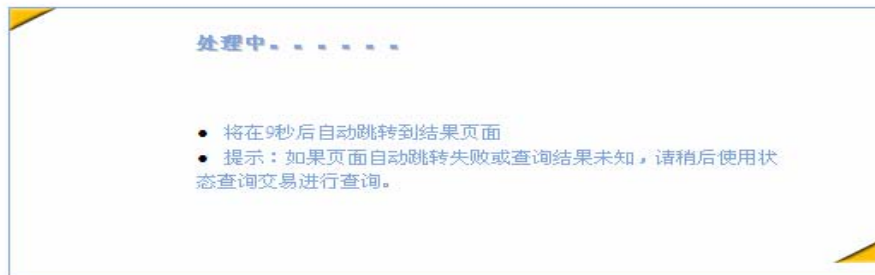 处理中。。。。。。
● 将在9秒后自动跳转到结果页面
● 提示：如果页面自动跳转失败或查询结果未知，请稍后使用状
态查询交易进行查询。